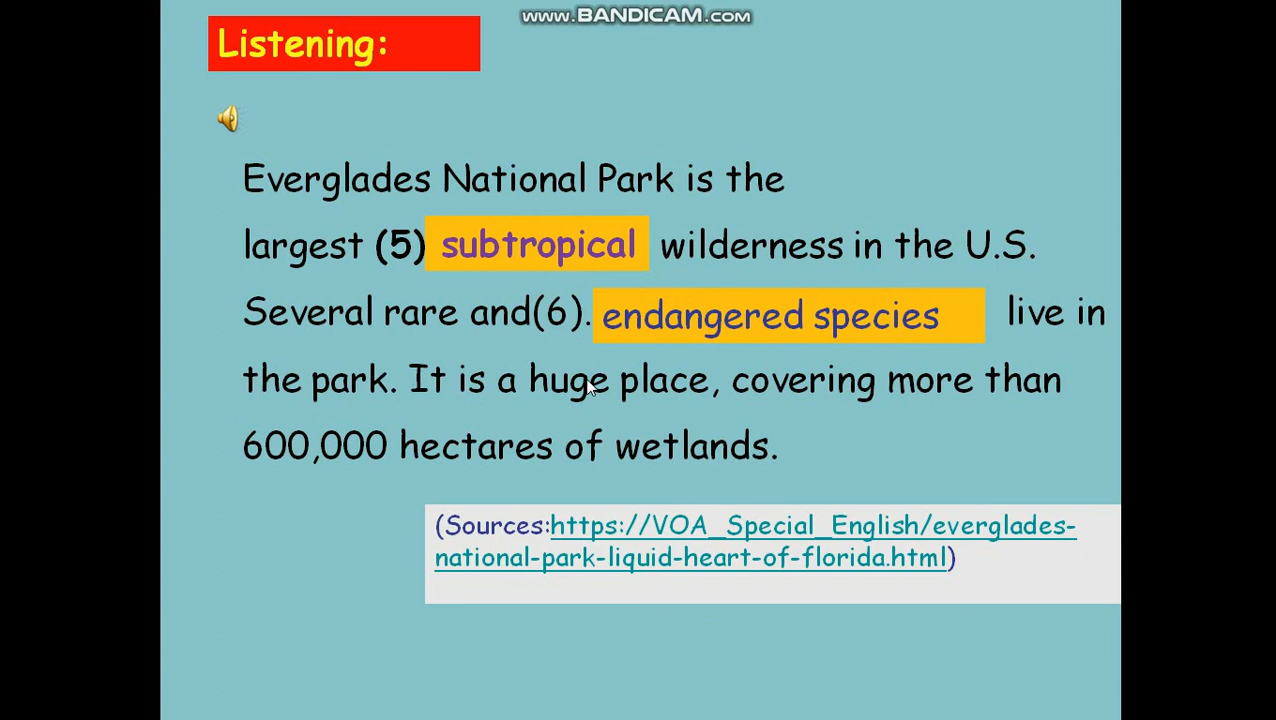 www.BANDICAM.com
Listening:
Everglades National Park is the
largest (5) subtropical wilderness in the U.S.
Several rare and(6). endangered species live in
the park. It is a huge place, covering more than
600,000 hectares of wetlands.
(Sources:https://VOA_Special_English/everglades-
national-park-liquid-heart-of-florida.html)